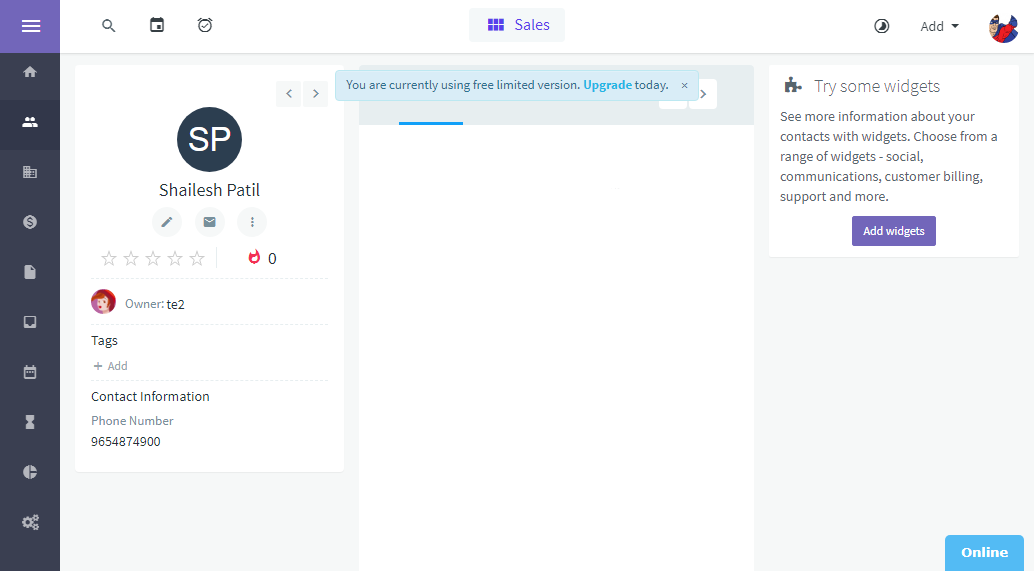 Sales
Add
You are currently using free limited version. Upgrade today. ×
SP
Shailesh Patil
0
Owner: te2
Tags
+ Add
Contact Information
Phone Number
9654874900
Try some widgets
See more information about your
contacts with widgets. Choose from a
range of widgets - social,
communications, customer billing,
support and more.
Add widgets
Online